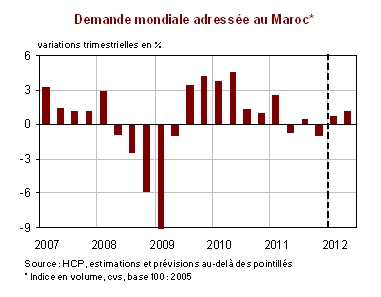 Demande mondiale adressée au Maroc*
variations trimestrielles en %
6
3
0
-3
-6
-9
2007 2008 2009 2010 2011 2012
Source : HCP, estimations et prévisions au-delà des pointillés
* Indice en volume, cvs, base 100 : 2005